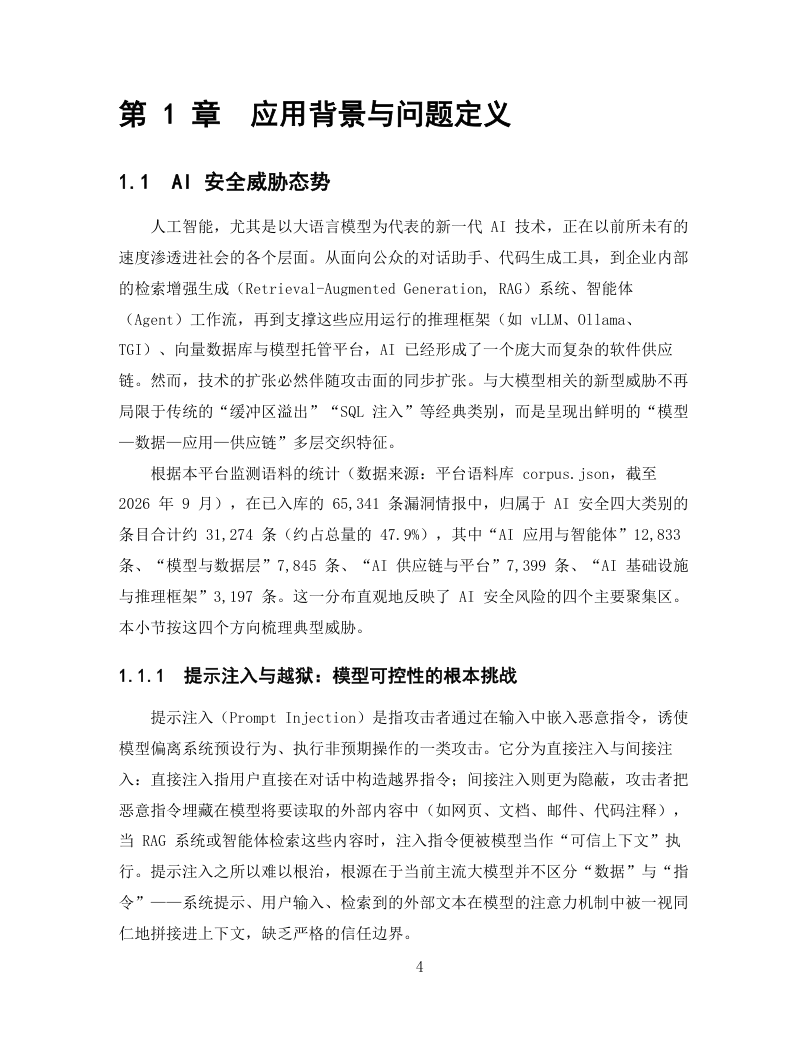 第 1 章　应用背景与问题定义
1.1　AI 安全威胁态势
人工智能，尤其是以大语言模型为代表的新一代 AI 技术，正在以前所未有的
速度渗透进社会的各个层面。从面向公众的对话助手、代码生成工具，到企业内部
的检索增强生成（Retrieval-Augmented Generation, RAG）系统、智能体
（Agent）工作流，再到支撑这些应用运行的推理框架（如 vLLM、Ollama、
TGI）、向量数据库与模型托管平台，AI 已经形成了一个庞大而复杂的软件供应
链。然而，技术的扩张必然伴随攻击面的同步扩张。与大模型相关的新型威胁不再
局限于传统的“缓冲区溢出”“SQL 注入”等经典类别，而是呈现出鲜明的“模型
—数据—应用—供应链”多层交织特征。
根据本平台监测语料的统计（数据来源：平台语料库 corpus.json，截至
2026 年 9 月），在已入库的 65,341 条漏洞情报中，归属于 AI 安全四大类别的
条目合计约 31,274 条（约占总量的 47.9%），其中“AI 应用与智能体”12,833
条、“模型与数据层”7,845 条、“AI 供应链与平台”7,399 条、“AI 基础设施
与推理框架”3,197 条。这一分布直观地反映了 AI 安全风险的四个主要聚集区。
本小节按这四个方向梳理典型威胁。
1.1.1　提示注入与越狱：模型可控性的根本挑战
提示注入（Prompt Injection）是指攻击者通过在输入中嵌入恶意指令，诱使
模型偏离系统预设行为、执行非预期操作的一类攻击。它分为直接注入与间接注
入：直接注入指用户直接在对话中构造越界指令；间接注入则更为隐蔽，攻击者把
恶意指令埋藏在模型将要读取的外部内容中（如网页、文档、邮件、代码注释），
当 RAG 系统或智能体检索这些内容时，注入指令便被模型当作“可信上下文”执
行。提示注入之所以难以根治，根源在于当前主流大模型并不区分“数据”与“指
令”——系统提示、用户输入、检索到的外部文本在模型的注意力机制中被一视同
仁地拼接进上下文，缺乏严格的信任边界。
4